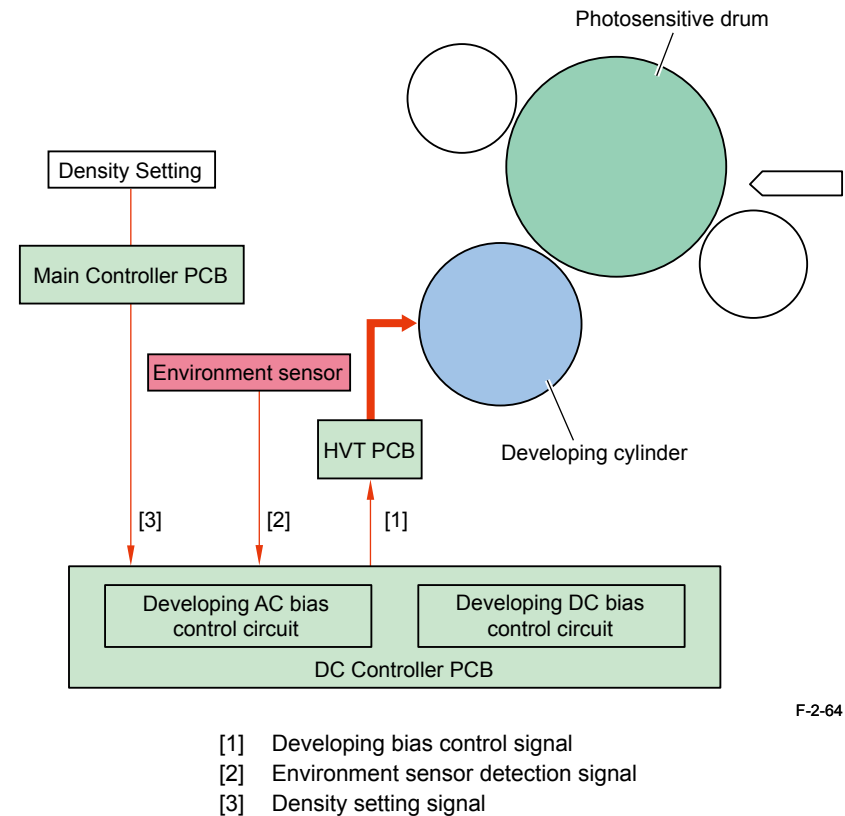 Photosensitive drum
Density Setting
Main Controller PCB
Environment sensor
HVT PCB
Developing cylinder
[3]
[2]
[1]
Developing AC bias
control circuit
Developing DC bias
control circuit
DC Controller PCB
F-2-64
[1] Developing bias control signal
[2] Environment sensor detection signal
[3] Density setting signal